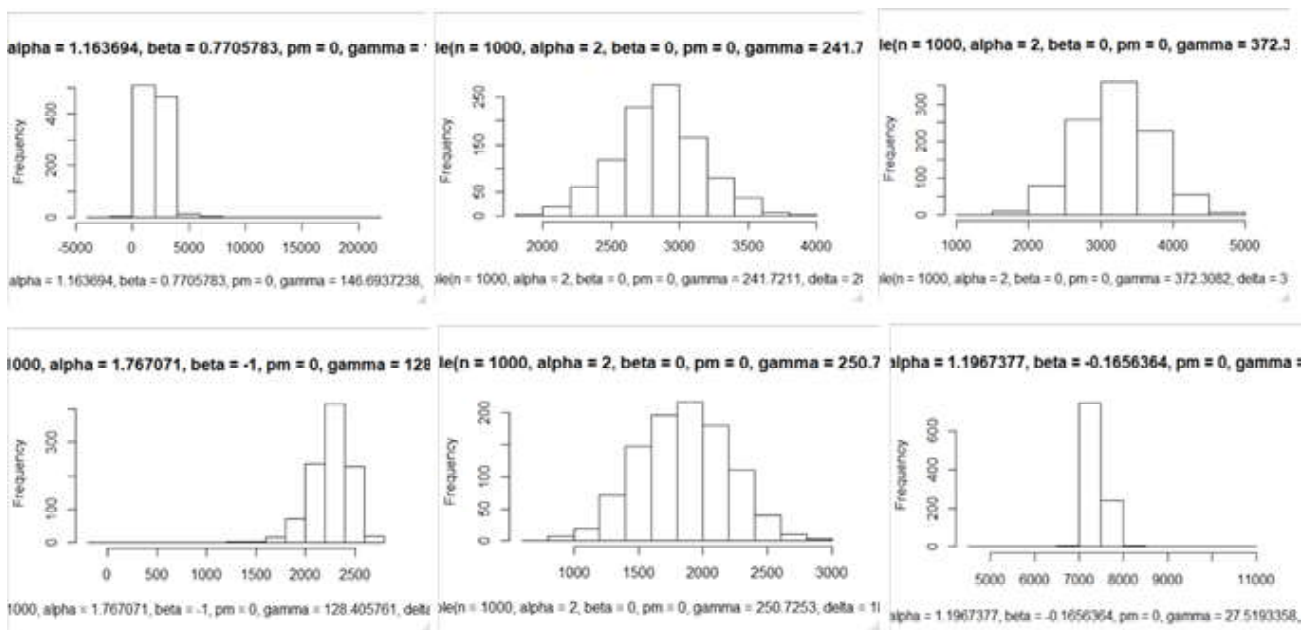 alpha = 1.163694, beta = 0.7705783, pm = 0, gamma =
Frequency
0 200 400
-5000 0 5000 10000 15000 20000
alpha = 1.163694, beta = 0.7705783, pm = 0, gamma = 146.6937238,
le(n = 1000, alpha = 2, beta = 0, pm = 0, gamma = 241.7
Frequency
0 50 150 250
2000 2500 3000 3500 4000
ole(n = 1000, alpha = 2, beta = 0, pm = 0, gamma = 241.7211, delta = 28
le(n = 1000, alpha = 2, beta = 0, pm = 0, gamma = 372.3
Frequency
0 100 200 300
1000 2000 3000 4000 5000
ole(n = 1000, alpha = 2, beta = 0, pm = 0, gamma = 372.3082, delta = 3
1000, alpha = 1.767071, beta = -1, pm = 0, gamma = 128
Frequency
0 100 300
0 500 1000 1500 2000 2500
1000, alpha = 1.767071, beta = -1, pm = 0, gamma = 128.405761, delta
le(n = 1000, alpha = 2, beta = 0, pm = 0, gamma = 250.7
Frequency
0 50 100 200
1000 1500 2000 2500 3000
ole(n = 1000, alpha = 2, beta = 0, pm = 0, gamma = 250.7253, delta = 18
alpha = 1.1967377, beta = -0.1656364, pm = 0, gamma =
Frequency
0 200 400 600
5000 6000 7000 8000 9000 11000
alpha = 1.1967377, beta = -0.1656364, pm = 0, gamma = 27.5193358,